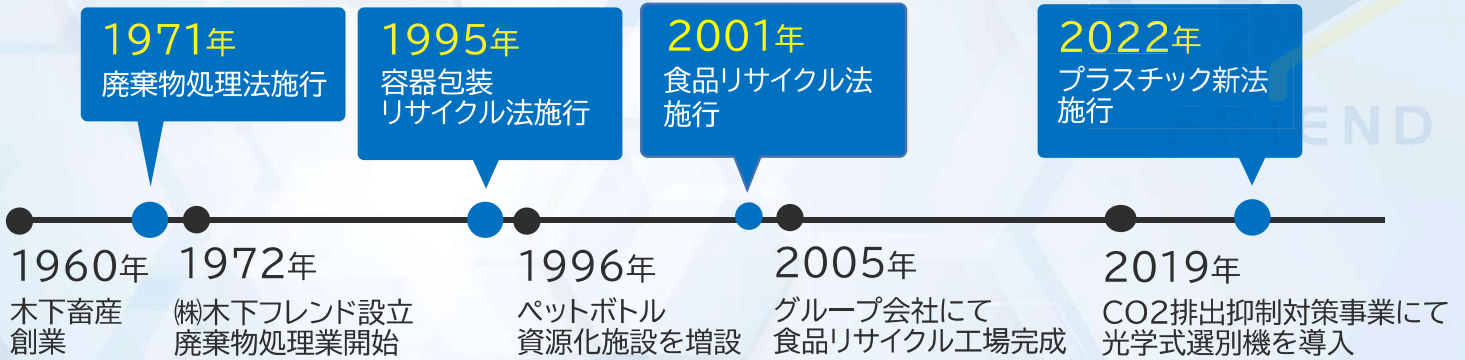 1971年
廃棄物処理法施行
1995年
容器包装
リサイクル法施行
2001年
食品リサイクル法
施行
2022年
プラスチック新法
施行
FRIEND
1960年
木下畜産
創業
1972年
㈱木下フレンド設立
廃棄物処理業開始
1996年
ペットボトル
資源化施設を増設
2005年
グループ会社にて
食品リサイクル工場完成
2019年
CO2排出抑制対策事業にて
光学式選別機を導入